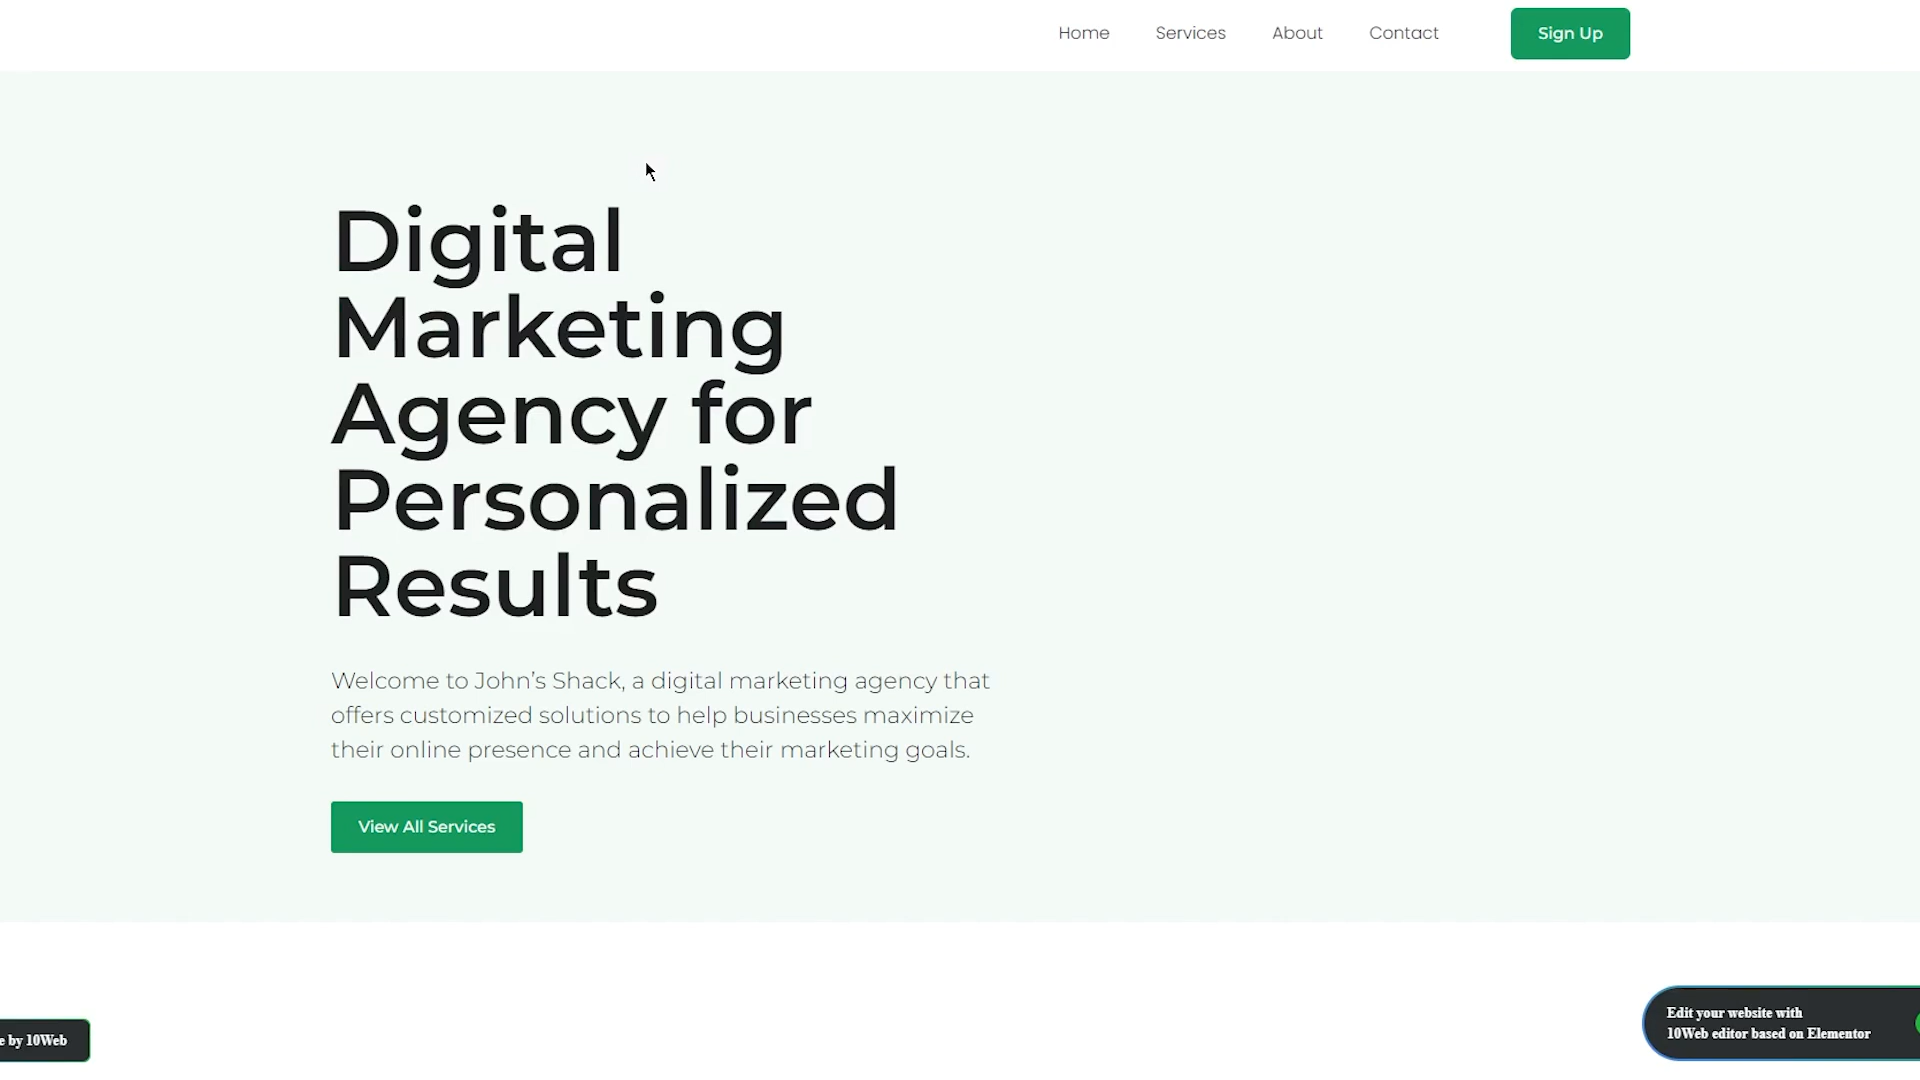 Home Services About Contact Sign Up
Digital
Marketing
Agency for
Personalized
Results
Welcome to John’s Shack, a digital marketing agency that
offers customized solutions to help businesses maximize
their online presence and achieve their marketing goals.
View All Services
Edit your website with
10Web editor based on Elementor
e by 10Web